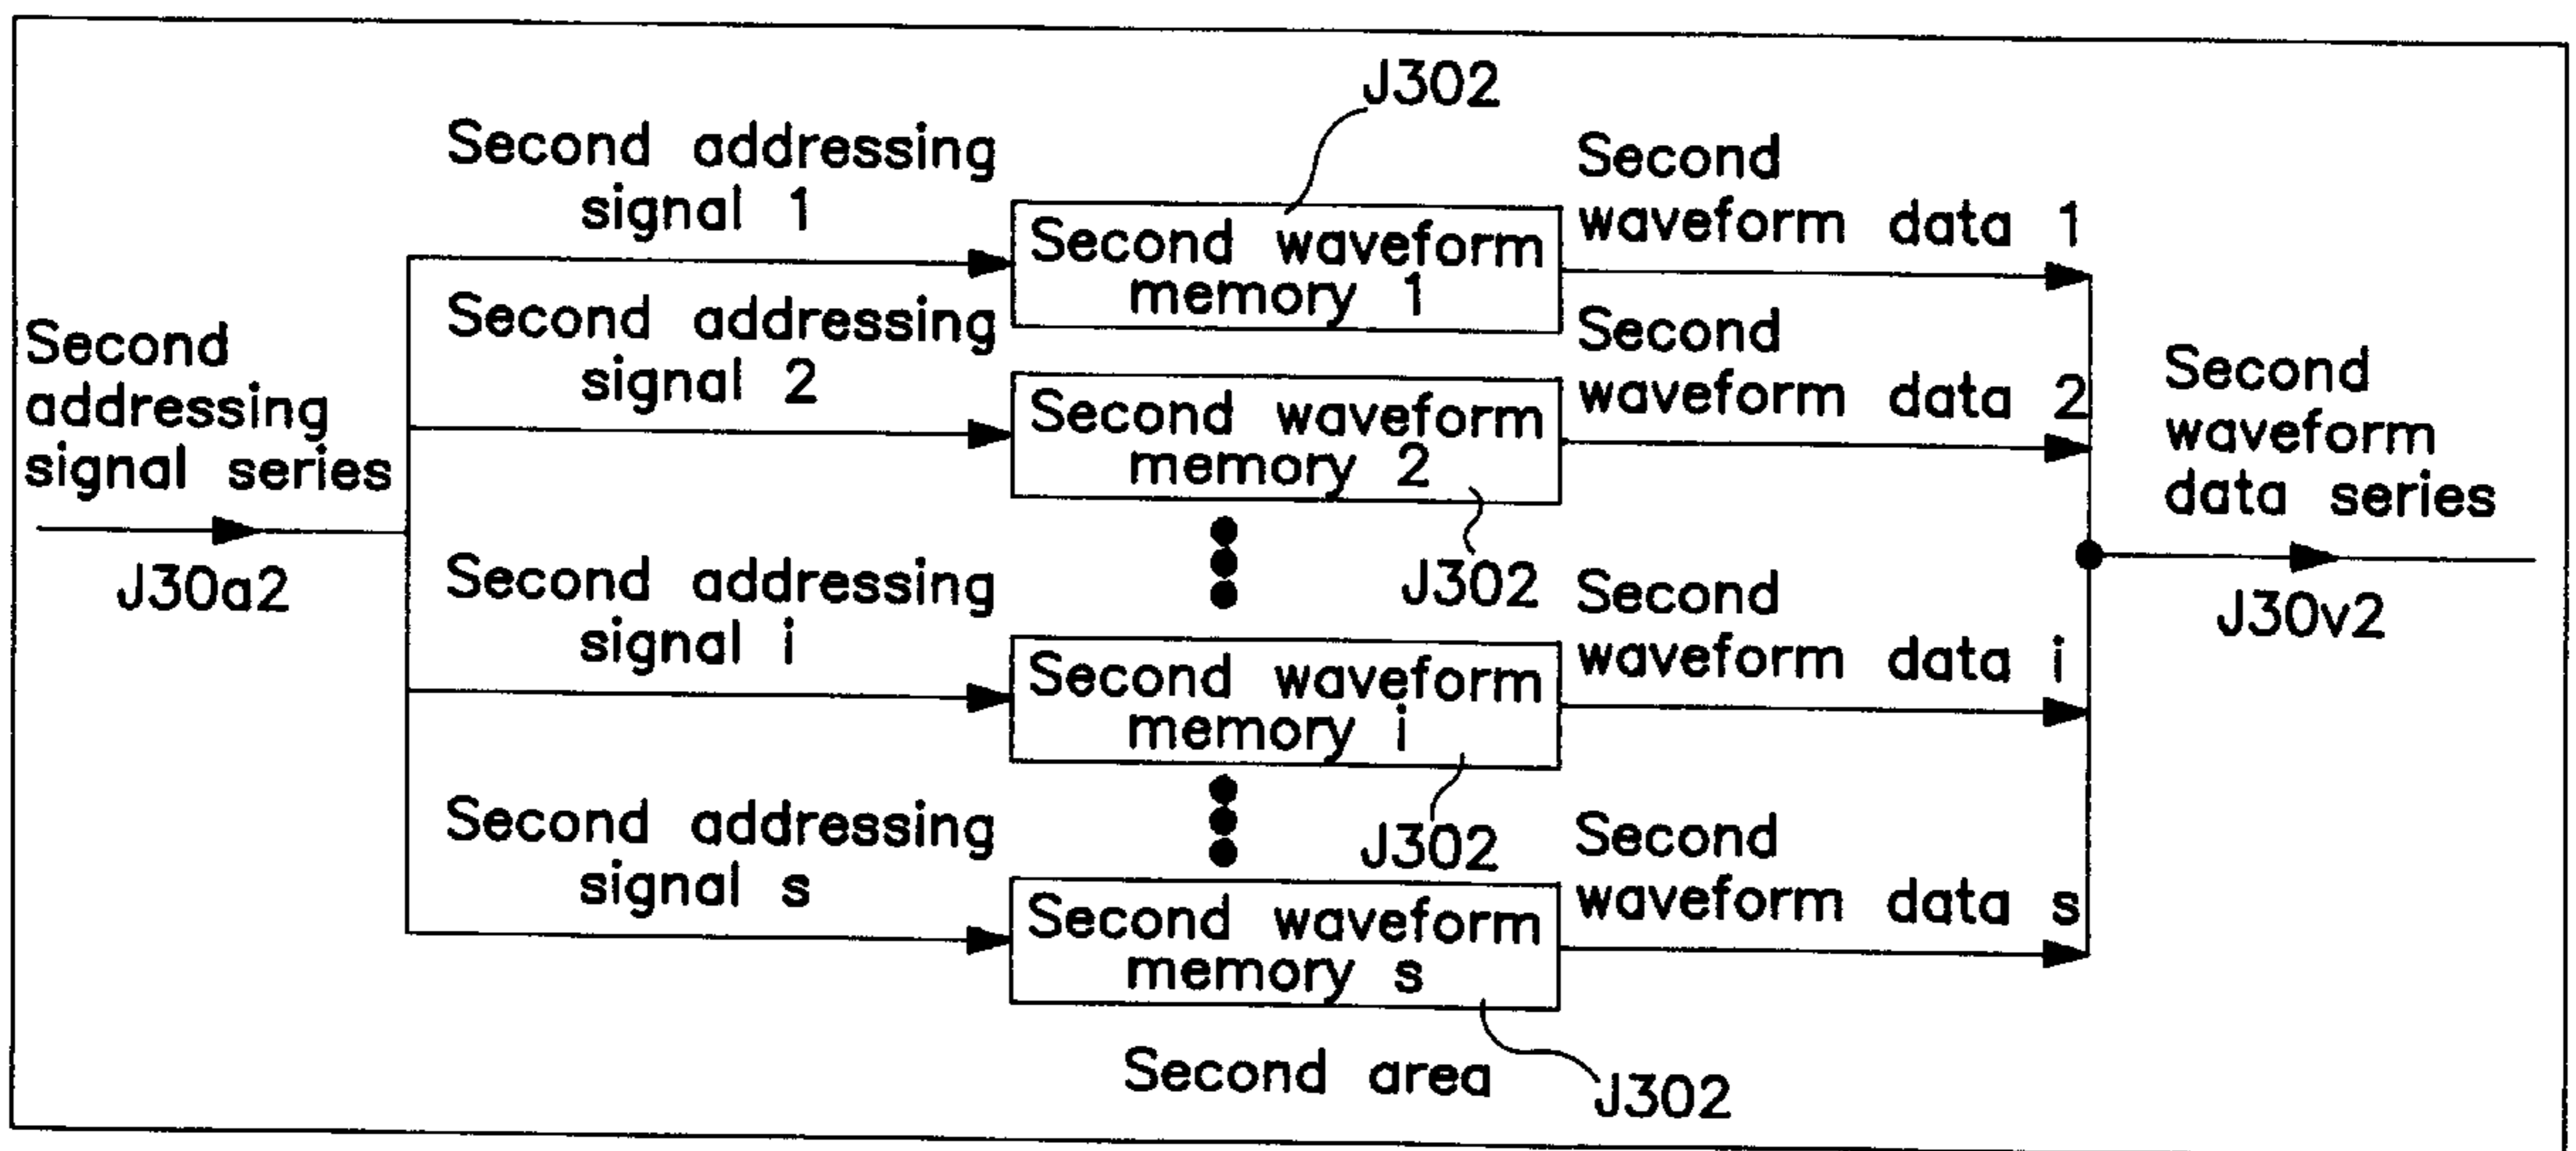 J302
Second addressing
signal 1
Second waveform
memory 1
Second
waveform data 1
Second addressing
signal 2
Second waveform
memory 2
J302
Second
waveform data 2
Second
addressing
signal series
J30a2
Second
waveform
data series
J30v2
Second addressing
signal i
Second waveform
memory i
J302
Second
waveform data i
Second addressing
signal s
Second waveform
memory s
J302
Second
waveform data s
Second area